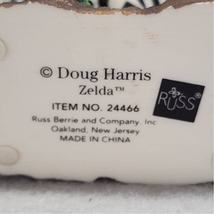 © Doug Harris
Zelda™
ITEM NO. 24466
RUSS
Russ Berrie and Company, Inc
Oakland, New Jersey
MADE IN CHINA